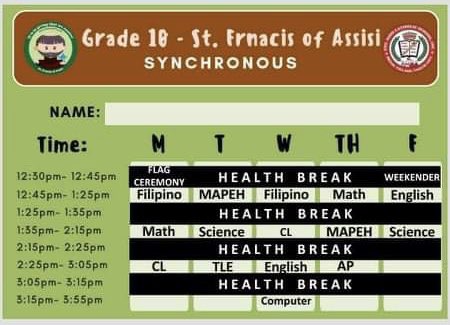 Grade 10 - St. Frnacis of Assisi
SYNCHRONOUS
NAME:
Time: M T W TH F
12:30pm- 12:45pm FLAG CEREMONY HEALTH BREAK WEEKENDER
12:45pm- 1:25pm Filipino MAPEH Filipino Math English
1:25pm- 1:35pm HEALTH BREAK
1:35pm- 2:15pm Math Science CL MAPEH Science
2:15pm- 2:25pm HEALTH BREAK
2:25pm- 3:05pm CL TLE English AP
3:05pm- 3:15pm HEALTH BREAK
3:15pm- 3:55pm Computer